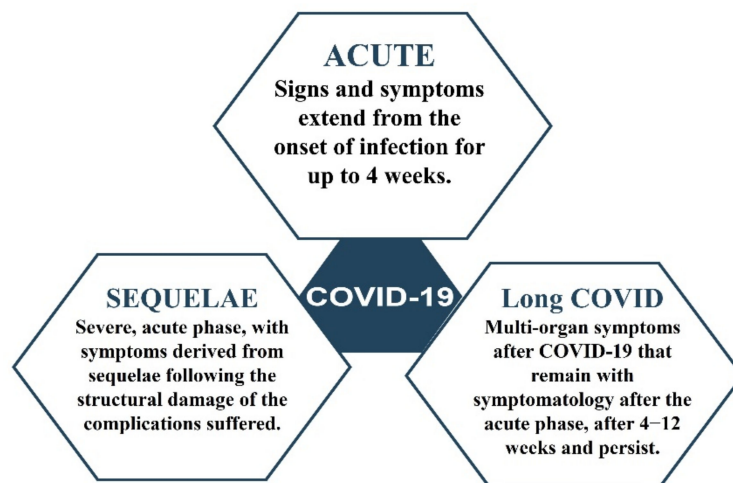 ACUTE
Signs and symptoms
extend from the
onset of infection for
up to 4 weeks.
COVID-19
SEQUELAE
Severe, acute phase, with
symptoms derived from
sequelae following the
structural damage of the
complications suffered.
Long COVID
Multi-organ symptoms
after COVID-19 that
remain with
symptomatology after the
acute phase, after 4–12
weeks and persist.